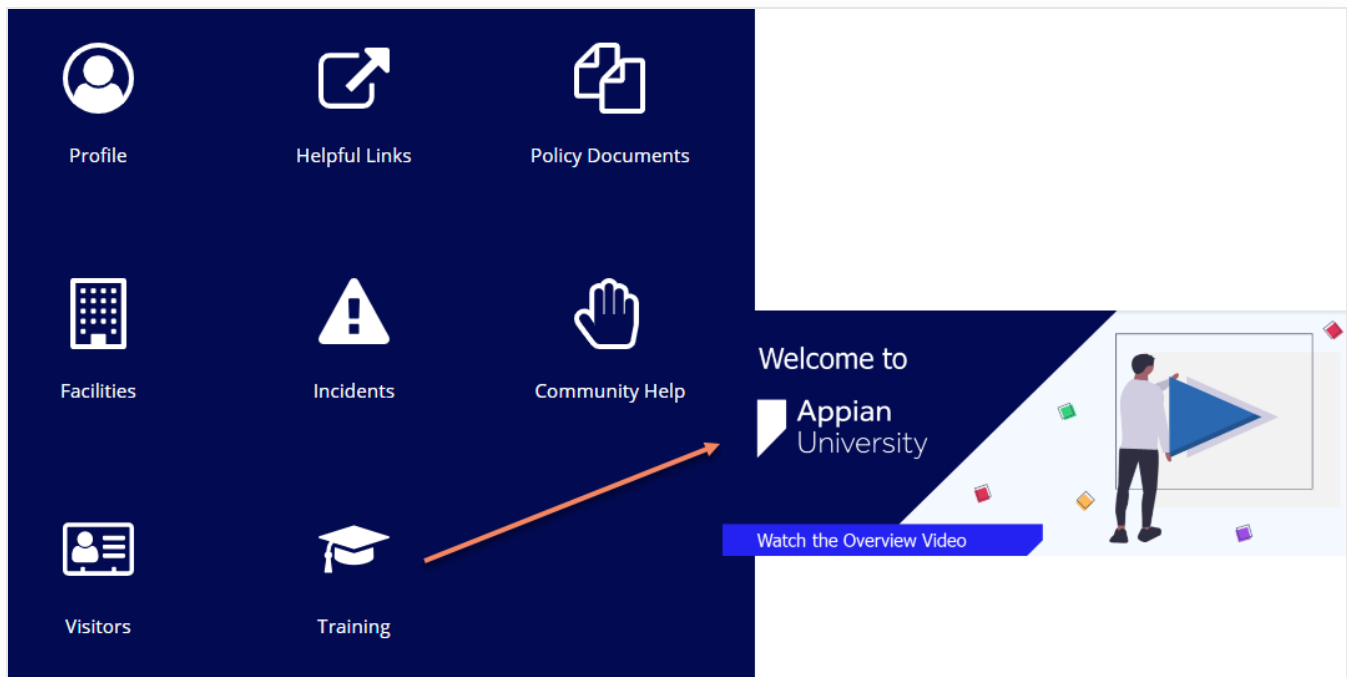 Profile
Helpful Links
Policy Documents
Facilities
Incidents
Community Help
Welcome to
Appian
University
Watch the Overview Video
Visitors
Training